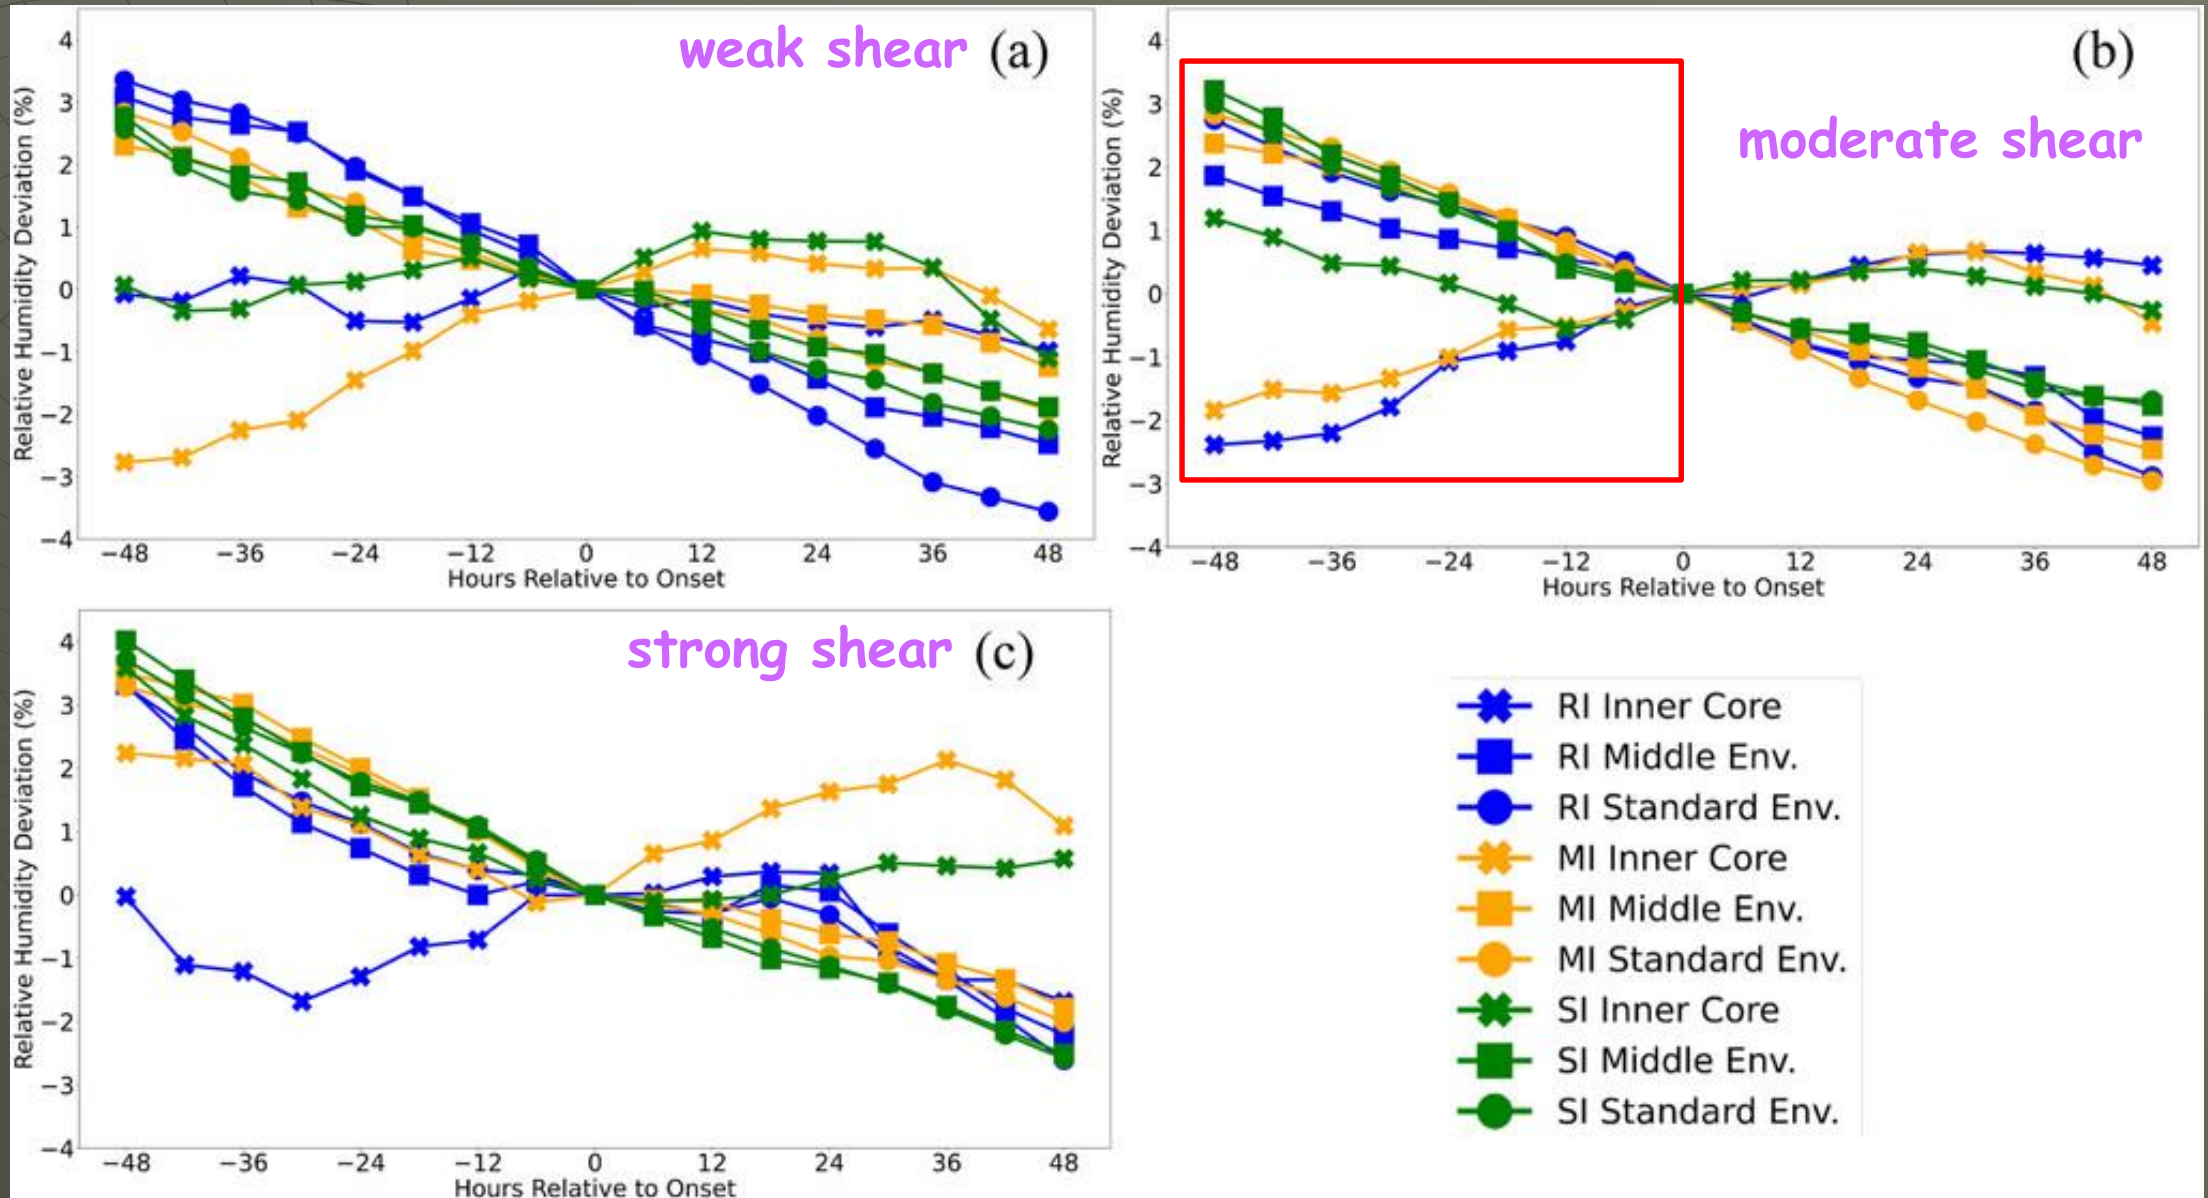 weak shear (a)
Relative Humidity Deviation (%)
4
3
2
1
0
−1
−2
−3
−4
−48 −36 −24 −12 0 12 24 36 48
Hours Relative to Onset
(b)
moderate shear
Relative Humidity Deviation (%)
4
3
2
1
0
−1
−2
−3
−4
−48 −36 −24 −12 0 12 24 36 48
Hours Relative to Onset
strong shear (c)
Relative Humidity Deviation (%)
4
3
2
1
0
−1
−2
−3
−4
−48 −36 −24 −12 0 12 24 36 48
Hours Relative to Onset
RI Inner Core
RI Middle Env.
RI Standard Env.
MI Inner Core
MI Middle Env.
MI Standard Env.
SI Inner Core
SI Middle Env.
SI Standard Env.